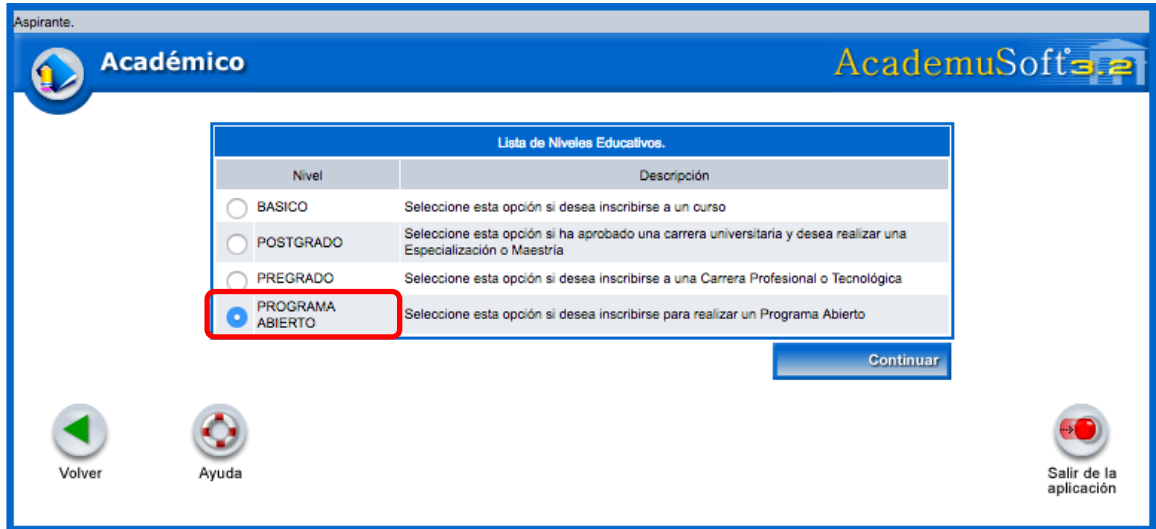 Aspirante.
Académico
AcademuSoft 3.2
Lista de Niveles Educativos.
Nivel Descripción
BASICO Seleccione esta opción si desea inscribirse a un curso
POSTGRADO Seleccione esta opción si ha aprobado una carrera universitaria y desea realizar una
Especialización o Maestría
PREGRADO Seleccione esta opción si desea inscribirse a una Carrera Profesional o Tecnológica
PROGRAMA
ABIERTO Seleccione esta opción si desea inscribirse para realizar un Programa Abierto
Continuar
Volver Ayuda Salir de la
aplicación